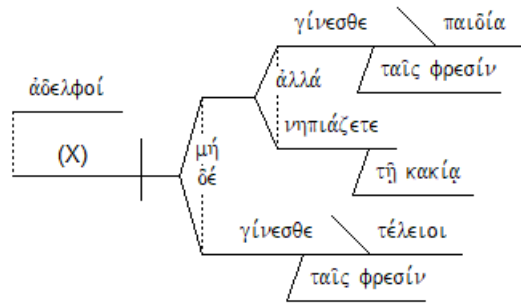 γίνεσθε παιδία
ταῖς φρεσίν
ἀδελφοί
ἀλλά
νηπιάζετε
(X)
μή
δέ
τῇ κακίᾳ
γίνεσθε τέλειοι
ταῖς φρεσίν